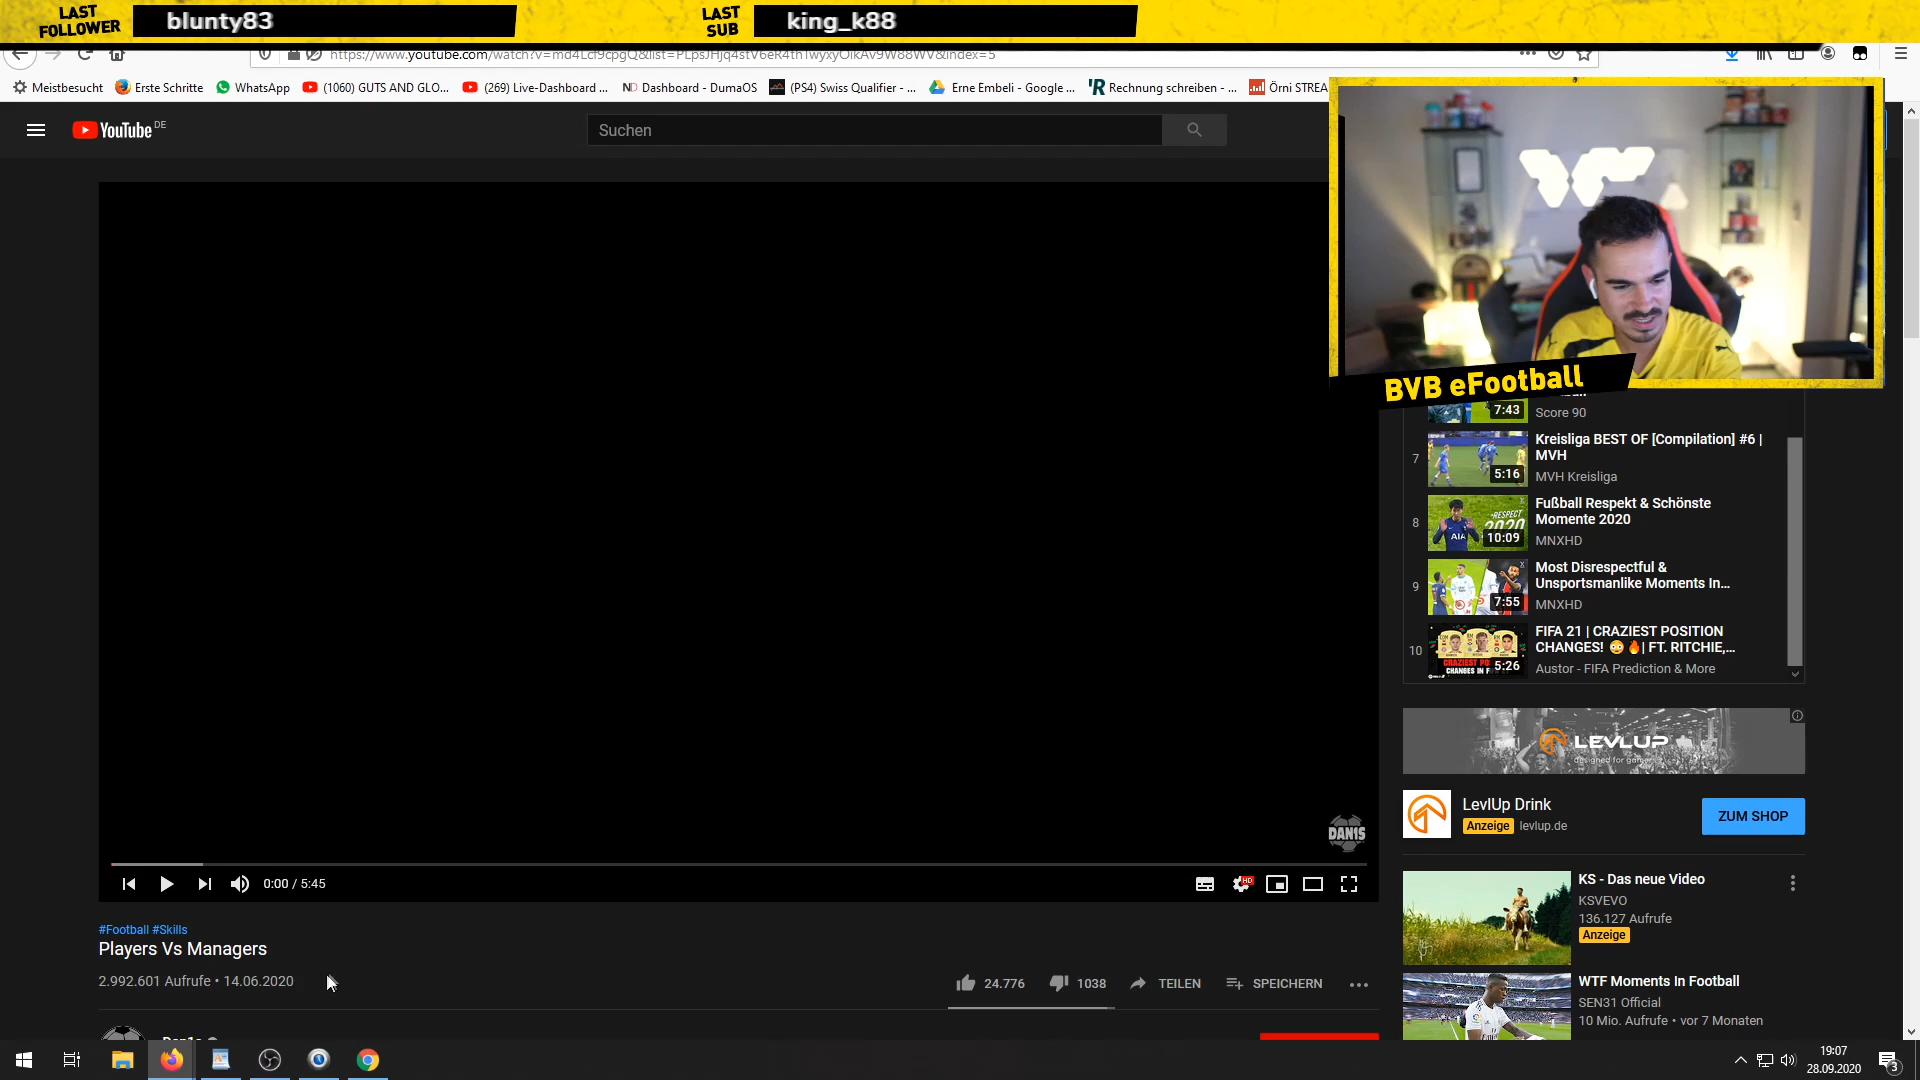 LAST
FOLLOWER
blunty83
LAST
SUB
king_k88
Meistbesucht
Erste Schritte
WhatsApp
(1060) GUTS AND GLO...
(269) Live-Dashboard ...
Dashboard - DumaOS
(PS4) Swiss Qualifier - ...
Erne Embeli - Google ...
Rechnung schreiben - ...
Örni STREA
YouTube DE
Suchen
BVB eFootball
7:43
Score 90
7
5:16
Kreisliga BEST OF [Compilation] #6 |
MVH
MVH Kreisliga
8
RESPECT
2020
AIA
10:09
Fußball Respekt & Schönste
Momente 2020
MNXHD
9
7:55
Most Disrespectful &
Unsportsmanlike Moments In...
MNXHD
10
5:26
FIFA 21 | CRAZIEST POSITION
CHANGES! 😳🔥| FT. RITCHIE,...
Austor - FIFA Prediction & More
LEVLUP
LevlUp Drink
Anzeige levlup.de
ZUM SHOP
DAN1S
0:00 / 5:45
HD
#Football #Skills
Players Vs Managers
2.992.601 Aufrufe • 14.06.2020
24.776
1038
TEILEN
SPEICHERN
KS - Das neue Video
KSVEVO
136.127 Aufrufe
Anzeige
WTF Moments In Football
SEN31 Official
10 Mio. Aufrufe • vor 7 Monaten
19:07
28.09.2020
3